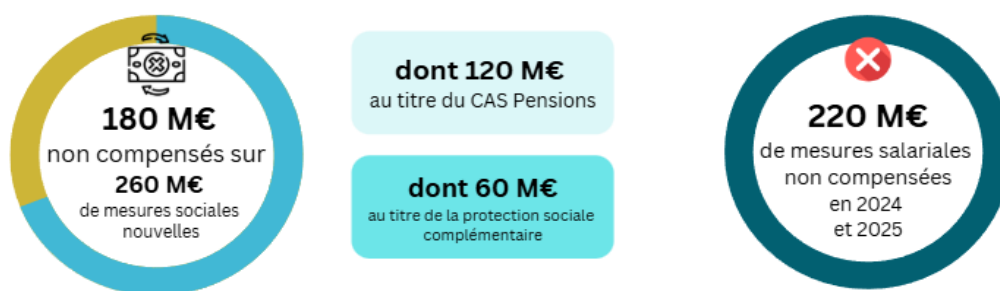 180 M€
non compensés sur
260 M€
de mesures sociales
nouvelles
dont 120 M€
au titre du CAS Pensions
dont 60 M€
au titre de la protection sociale
complémentaire
220 M€
de mesures salariales
non compensées
en 2024
et 2025